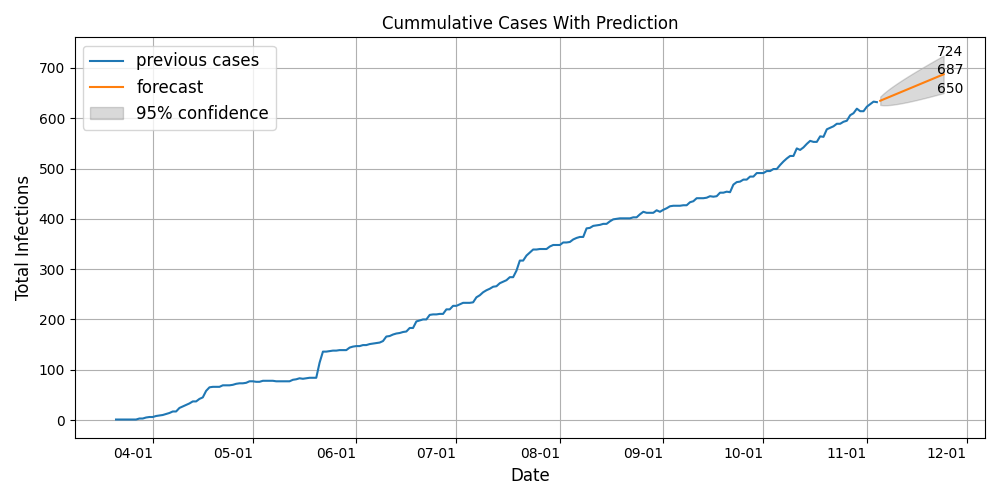 Cummulative Cases With Prediction
previous cases
forecast
95% confidence
724
687
650
700
600
500
400
300
200
100
0
Total Infections
04-01 05-01 06-01 07-01 08-01 09-01 10-01 11-01 12-01
Date